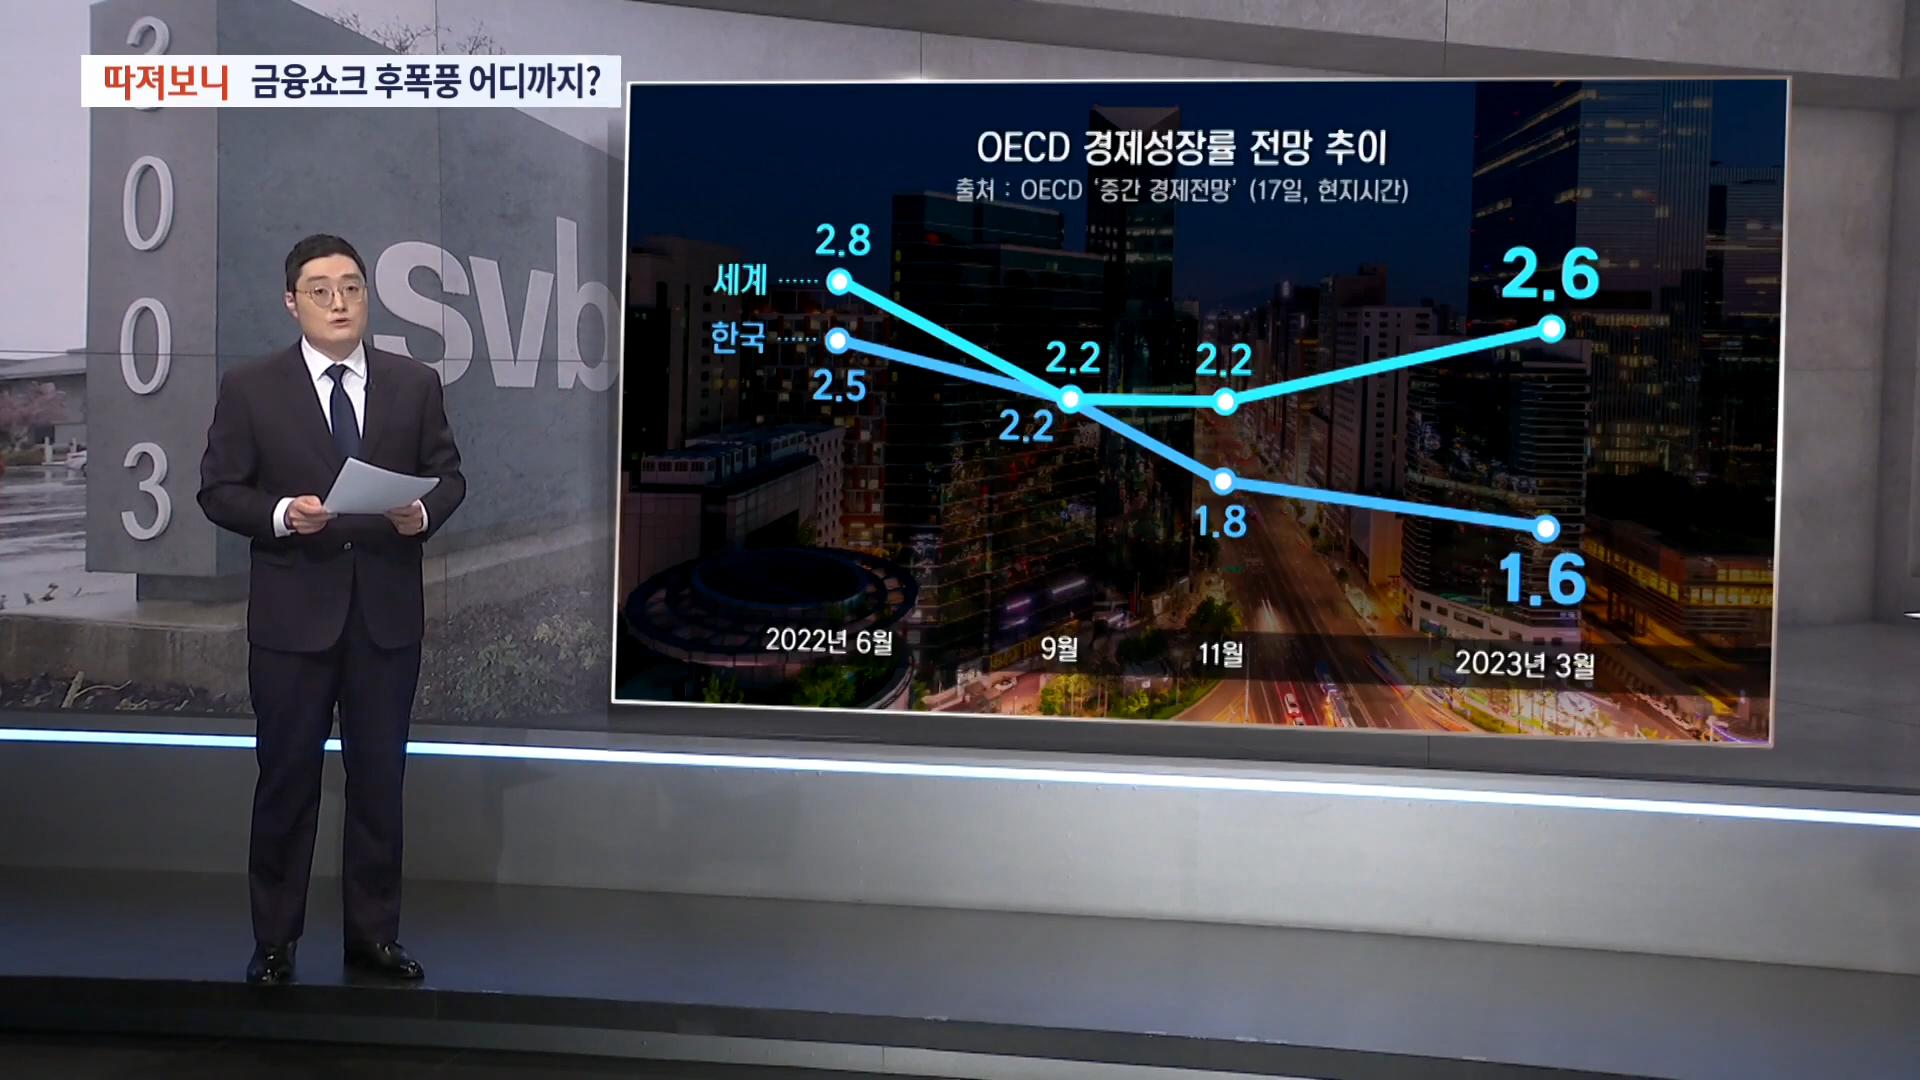 따져보니 금융쇼크 후폭풍 어디까지?
3003
svb
OECD 경제성장률 전망 추이
출처 : OECD '중간 경제전망' (17일, 현지시간)
세계
2.8
2.2
2.2
2.6
한국
2.5
2.2
1.8
1.6
2022년 6월
9월
11월
2023년 3월